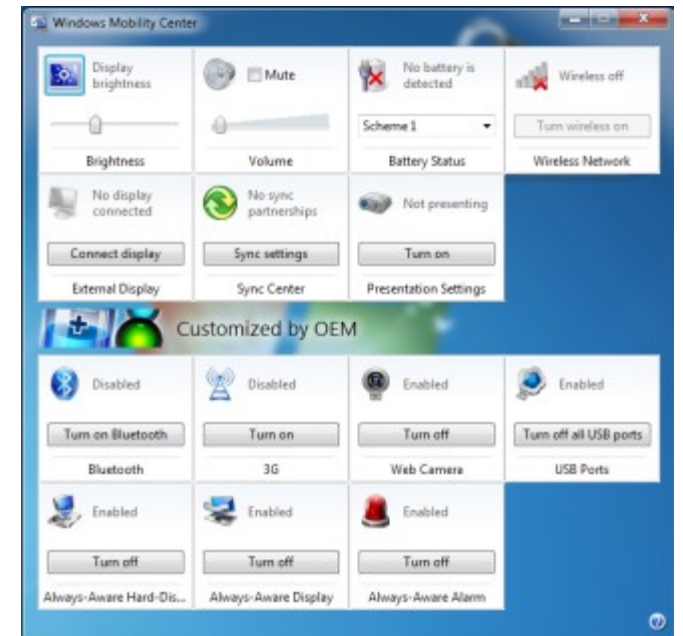 Windows Mobility Center
Display
brightness
Brightness
Mute
Volume
No battery is
detected
Scheme 1
Battery Status
Wireless off
Turn wireless on
Wireless Network
No display
connected
Connect display
External Display
No sync
partnerships
Sync settings
Sync Center
Not presenting
Turn on
Presentation Settings
Customized by OEM
Disabled
Turn on Bluetooth
Bluetooth
Disabled
Turn on
3G
Enabled
Turn off
Web Camera
Enabled
Turn off all USB ports
USB Ports
Enabled
Turn off
Always-Aware Hard-Dis...
Enabled
Turn off
Always-Aware Display
Enabled
Turn off
Always-Aware Alarm